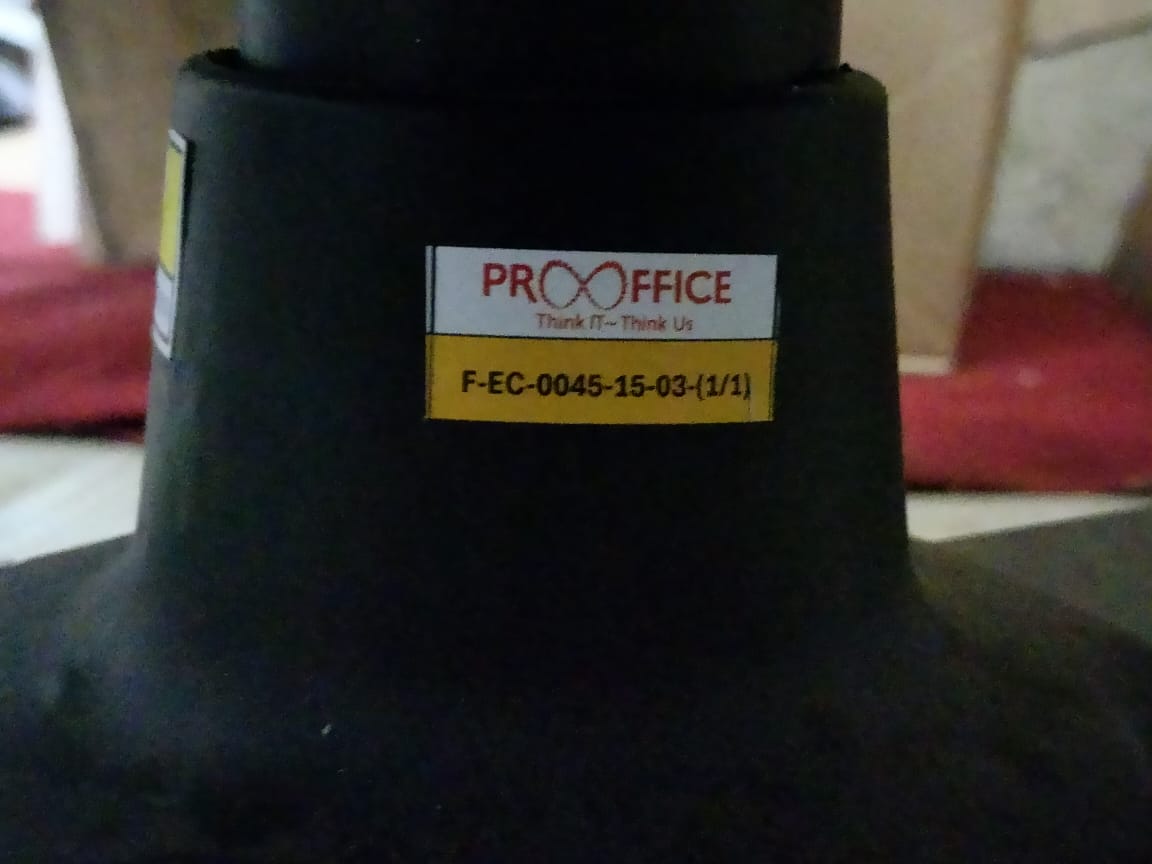 PROOFFICE
Think IT~ Think Us
F-EC-0045-15-03-(1/1)